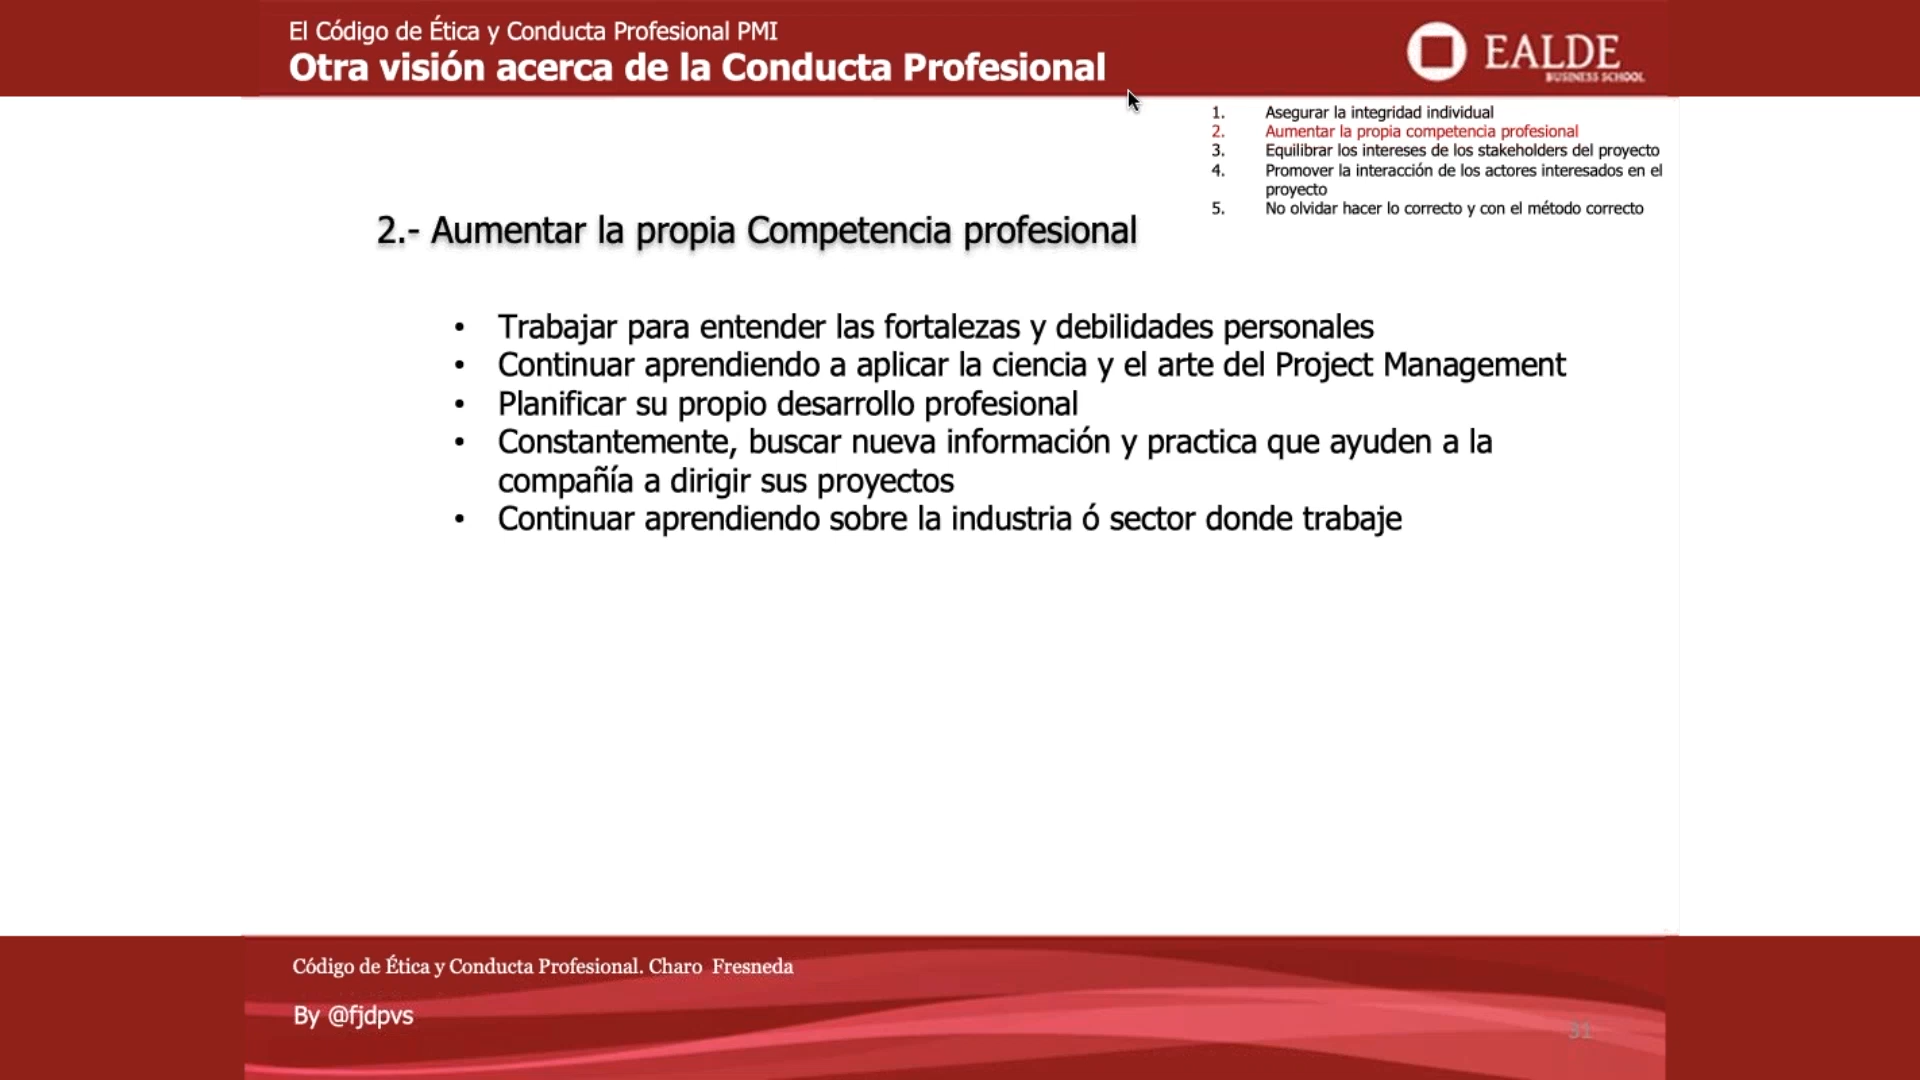 El Código de Ética y Conducta Profesional PMI
Otra visión acerca de la Conducta Profesional
EALDE
BUSINESS SCHOOL
1. Asegurar la integridad individual
2. Aumentar la propia competencia profesional
3. Equilibrar los intereses de los stakeholders del proyecto
4. Promover la interacción de los actores interesados en el
proyecto
5. No olvidar hacer lo correcto y con el método correcto
2.- Aumentar la propia Competencia profesional
• Trabajar para entender las fortalezas y debilidades personales
• Continuar aprendiendo a aplicar la ciencia y el arte del Project Management
• Planificar su propio desarrollo profesional
• Constantemente, buscar nueva información y practica que ayuden a la
compañía a dirigir sus proyectos
• Continuar aprendiendo sobre la industria ó sector donde trabaje
Código de Ética y Conducta Profesional. Charo Fresneda
By @fjdpvs
31